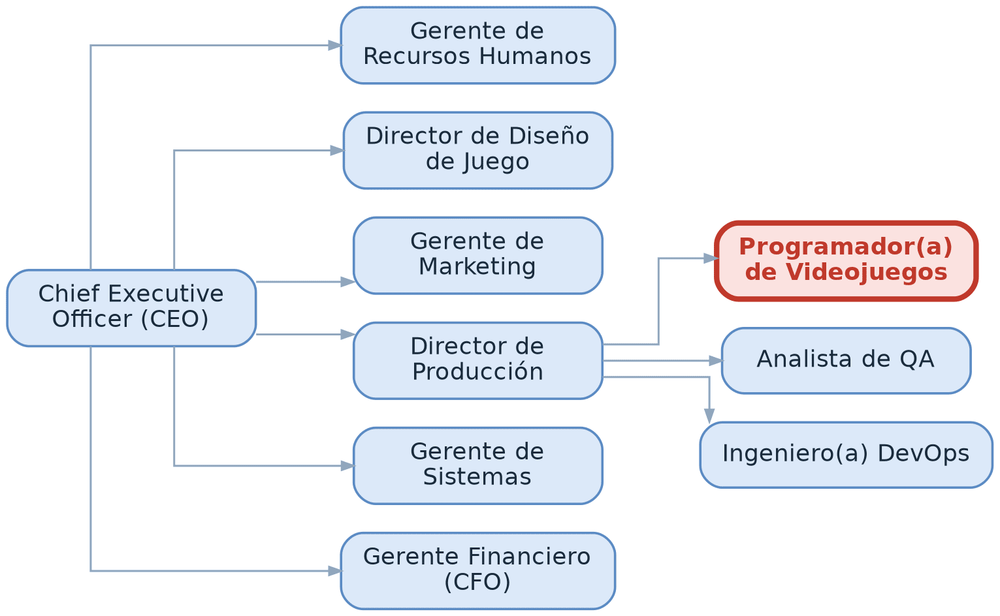 Gerente de
Recursos Humanos
Director de Diseño
de Juego
Gerente de
Marketing
Programador(a)
de Videojuegos
Chief Executive
Officer (CEO)
Director de
Producción
Analista de QA
Gerente de
Sistemas
Ingeniero(a) DevOps
Gerente Financiero
(CFO)